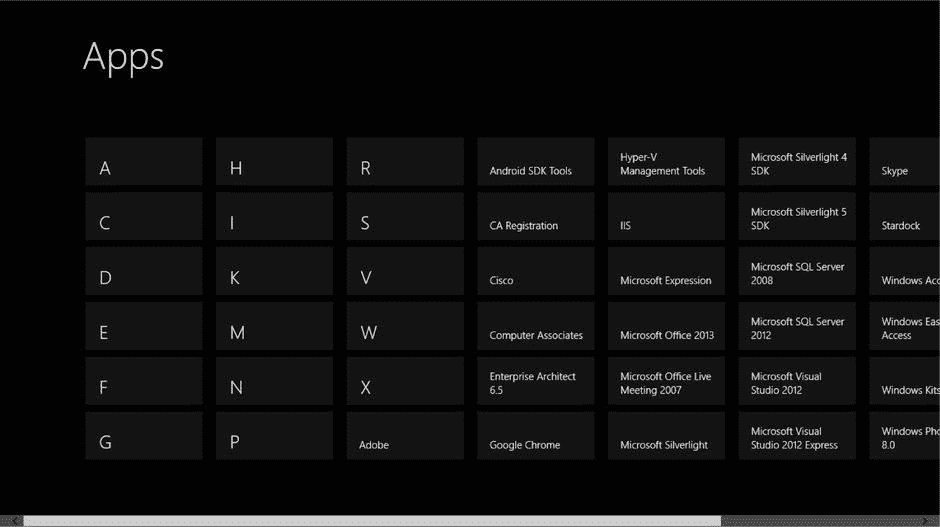 Apps
A
C
D
E
F
G
H
I
K
M
N
P
R
S
V
W
X
Adobe
Android SDK Tools
CA Registration
Cisco
Computer Associates
Enterprise Architect
6.5
Google Chrome
Hyper-V
Management Tools
IIS
Microsoft Expression
Microsoft Office 2013
Microsoft Office Live
Meeting 2007
Microsoft Silverlight
Microsoft Silverlight 4
SDK
Microsoft Silverlight 5
SDK
Microsoft SQL Server
2008
Microsoft SQL Server
2012
Microsoft Visual
Studio 2012
Microsoft Visual
Studio 2012 Express
Skype
Stardock
Windows Acc
Windows Eas
Access
Windows Kits
Windows Pho
8.0